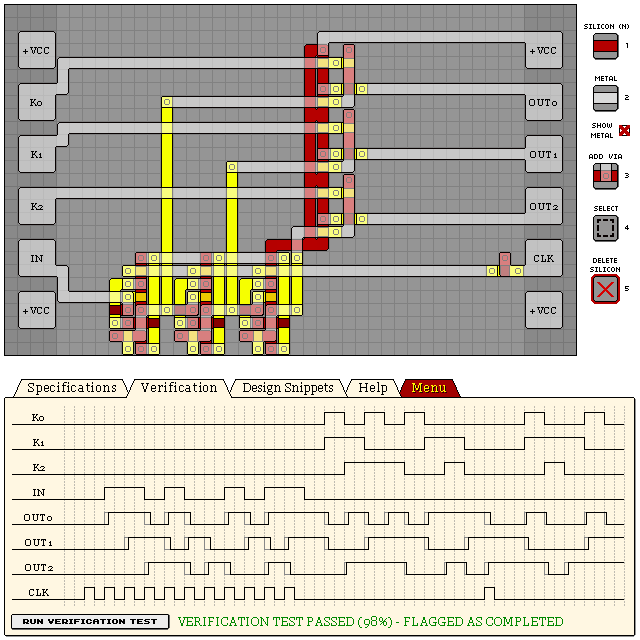 +VCC
K0
K1
K2
IN
+VCC
+VCC
OUT0
OUT1
OUT2
CLK
+VCC
SILICON (N)
1
METAL
2
SHOW
METAL
ADD VIA
3
SELECT
4
DELETE
SILICON
5
Specifications
Verification
Design Snippets
Help
Menu
K0
K1
K2
IN
OUT0
OUT1
OUT2
CLK
RUN VERIFICATION TEST
VERIFICATION TEST PASSED (98%) - FLAGGED AS COMPLETED